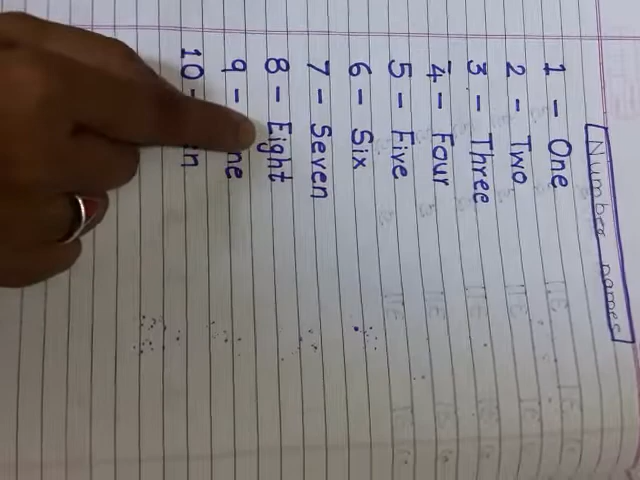 Number names
1 - One
2 - Two
3 - Three
4 - Four
5 - Five
6 - Six
7 - Seven
8 - Eight
9 -
10 -